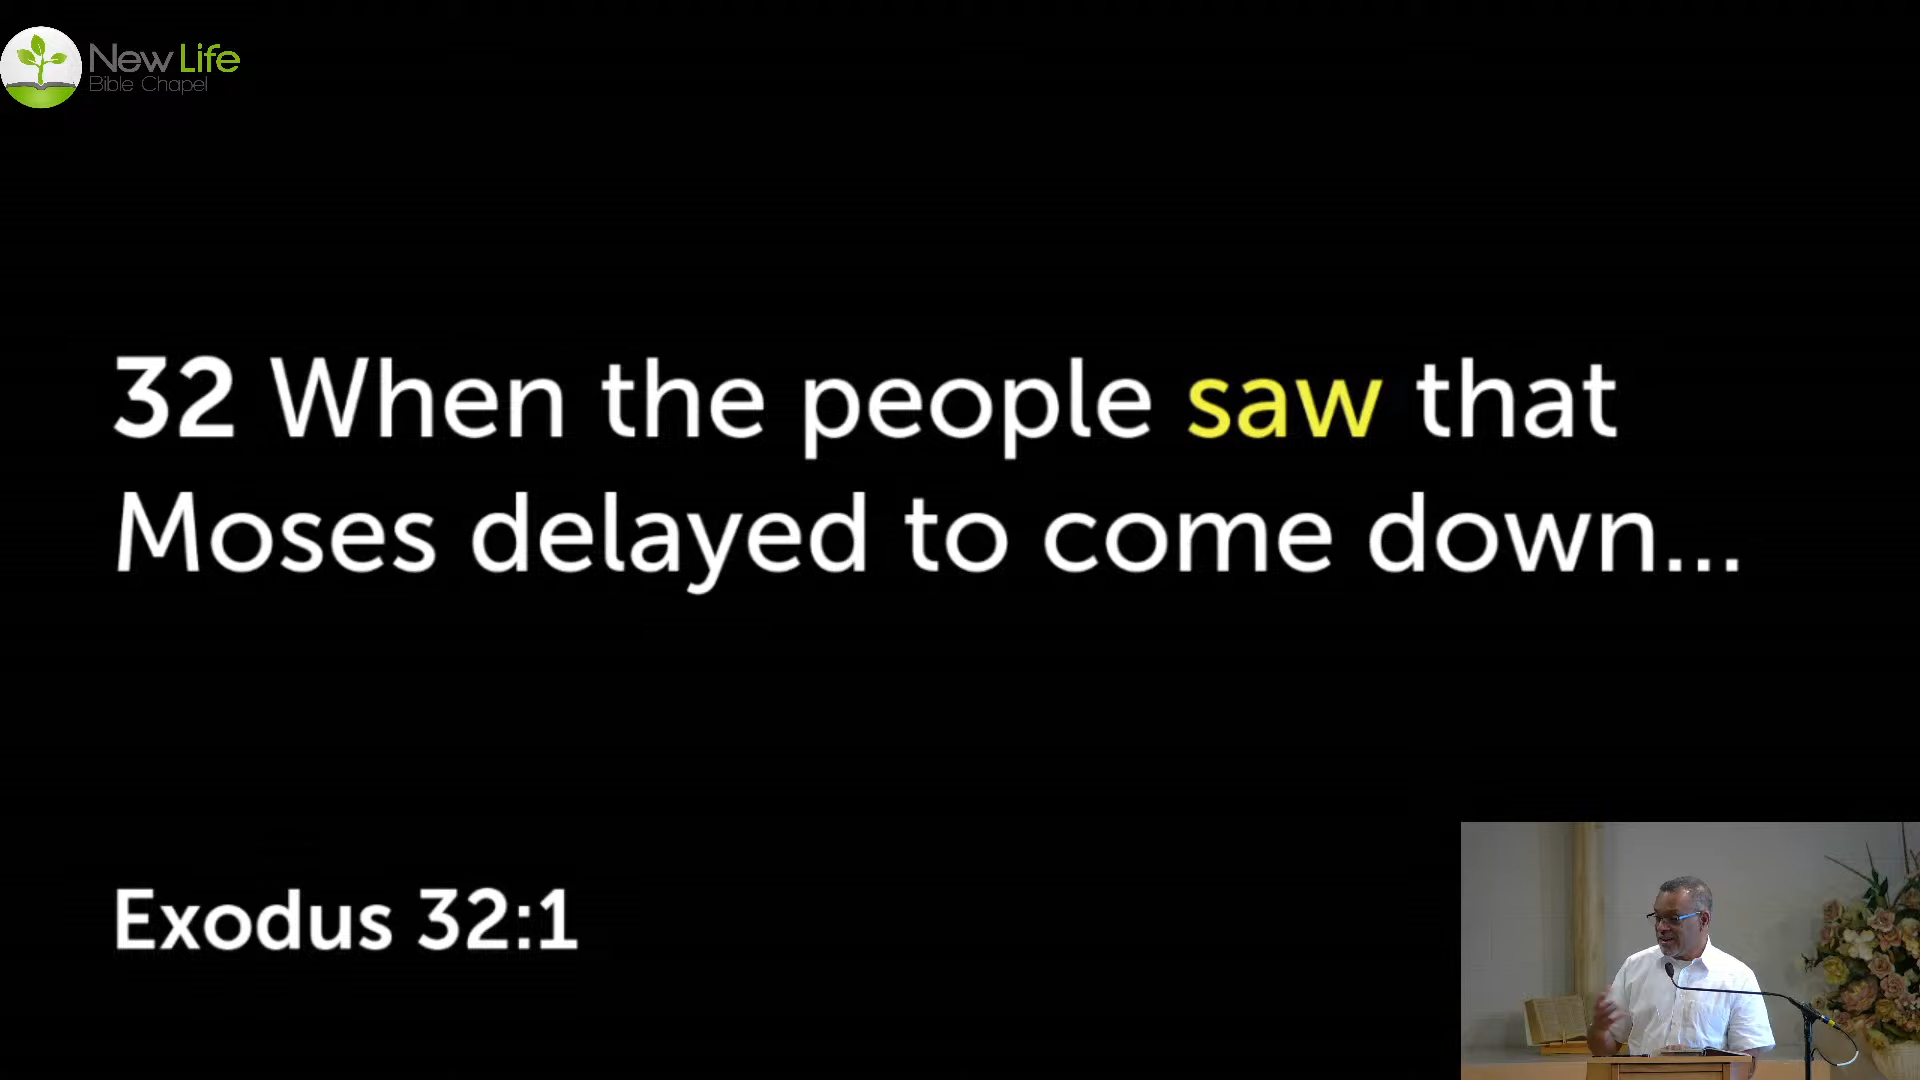 New Life
Bible Chapel
32 When the people saw that
Moses delayed to come down...
Exodus 32:1